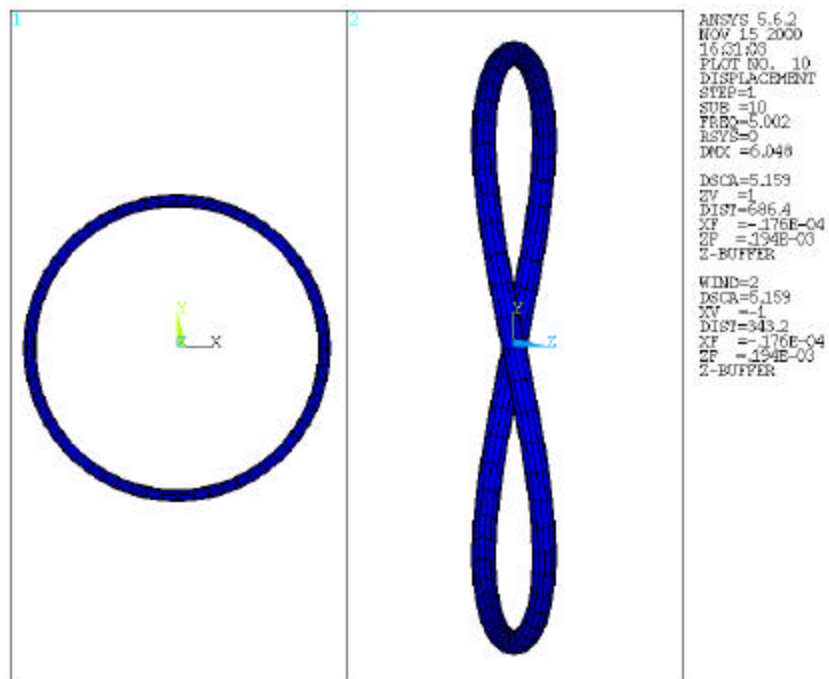 1
2
Y
Z
X
Y
Z
ANSYS 5.6.2
NOV 15 2000
16:31:03
PLOT NO. 10
DISPLACEMENT
STEP=1
SUB =10
FREQ=5.002
RSYS=0
DMX =6.048
DSCA=5.159
ZV =1
DIST=686.4
XF =-.176E-04
ZF =.194E-03
Z-BUFFER
WIND=2
DSCA=5.159
XV =-1
DIST=343.2
XF =-.176E-04
ZF =.194E-03
Z-BUFFER